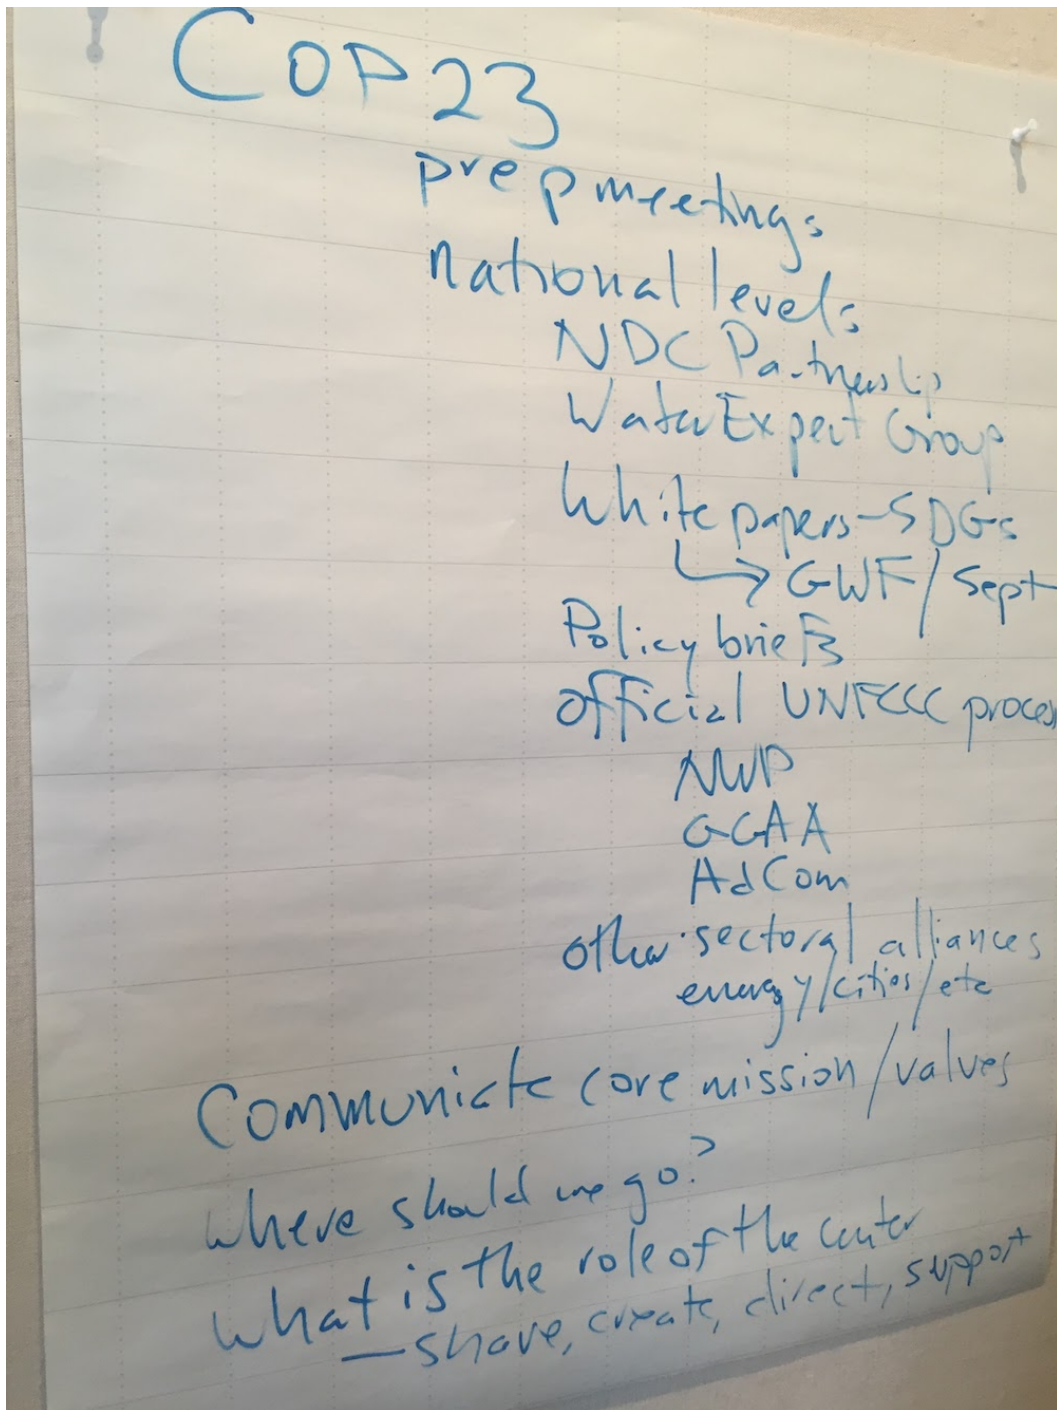 COP 23
prep meetings
national levels
NDC Partnership
Water Expert Group
White papers - SDGs
↳ GWF / Sept
Policy briefs
official UNFCCC process
NWP
GCAA
AdCom
other sectoral alliances
energy/cities/etc
Communicate core mission/values
where should we go?
What is the role of the center
— share, create, direct, support